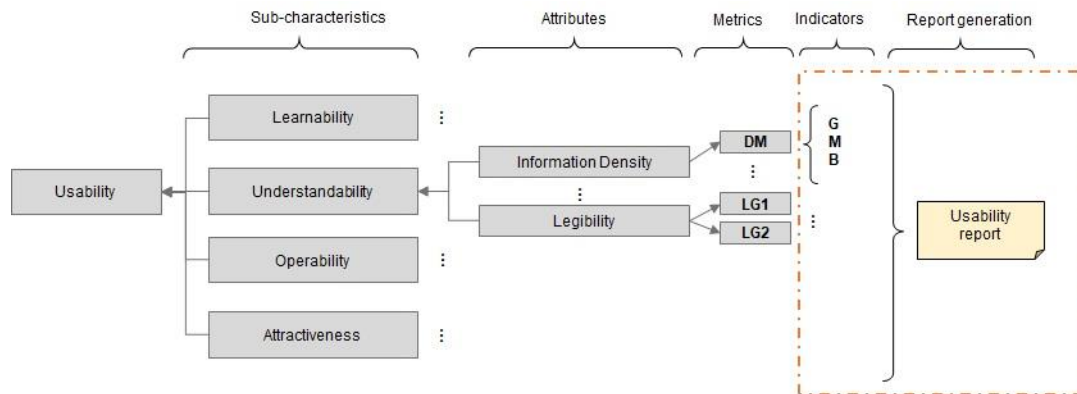 Sub-characteristics
Attributes
Metrics
Indicators
Report generation
Learnability
Understandability
Operability
Attractiveness
Usability
Information Density
Legibility
DM
LG1
LG2
G
M
B
Usability
report